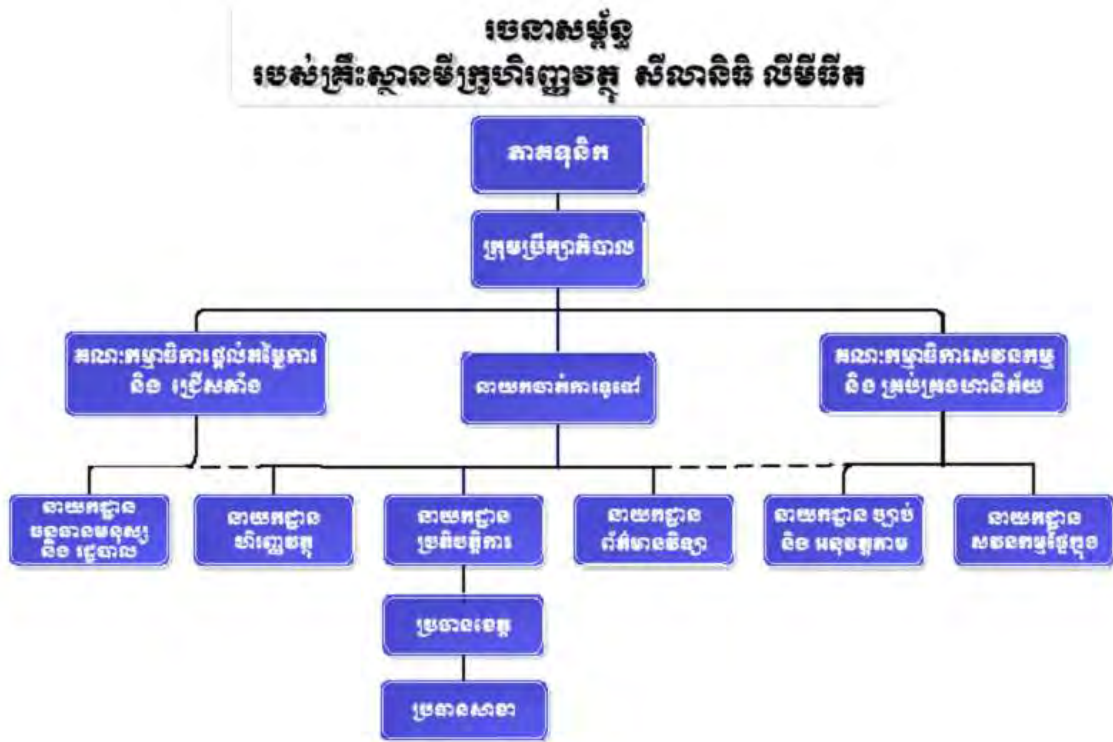 រចនាសម្ព័ន្ធ
របស់គ្រឹះស្ថានមីក្រូហិរញ្ញវត្ថុ សីលានិធិ លីមីធីត
ភាគទុនិក
ក្រុមប្រឹក្សាភិបាល
គណៈកម្មាធិការផ្តល់តម្លៃការ
និង ជ្រើសតាំង
នាយកចាត់ការទូទៅ
គណៈកម្មាធិការសវនកម្ម
និង គ្រប់គ្រងហានិភ័យ
នាយកដ្ឋាន
ធនធានមនុស្ស
និង រដ្ឋបាល
នាយកដ្ឋាន
ហិរញ្ញវត្ថុ
នាយកដ្ឋាន
ប្រតិបត្តិការ
នាយកដ្ឋាន
ព័ត៌មានវិទ្យា
នាយកដ្ឋាន ច្បាប់
និង អនុវត្តតាម
នាយកដ្ឋាន
សវនកម្មផ្ទៃក្នុង
ប្រធានខេត្ត
ប្រធានសាខា